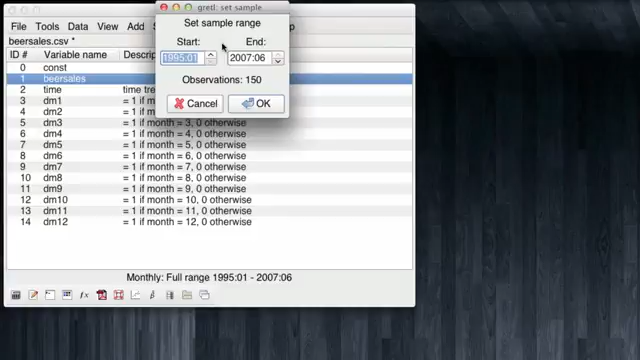 gretl: set sample
Set sample range
Start: End:
1995:01 2007:06
Observations: 150
Cancel OK
File Tools Data View Add Sa
beersales.csv *
ID # Variable name Descrip
0 const
1 beersales
2 time time tre
3 dm1 = 1 if m
4 dm2 = 1 if m
5 dm3 = 1 if month = 3, 0 otherwise
6 dm4 = 1 if month = 4, 0 otherwise
7 dm5 = 1 if month = 5, 0 otherwise
8 dm6 = 1 if month = 6, 0 otherwise
9 dm7 = 1 if month = 7, 0 otherwise
10 dm8 = 1 if month = 8, 0 otherwise
11 dm9 = 1 if month = 9, 0 otherwise
12 dm10 = 1 if month = 10, 0 otherwise
13 dm11 = 1 if month = 11, 0 otherwise
14 dm12 = 1 if month = 12, 0 otherwise
Monthly: Full range 1995:01 - 2007:06